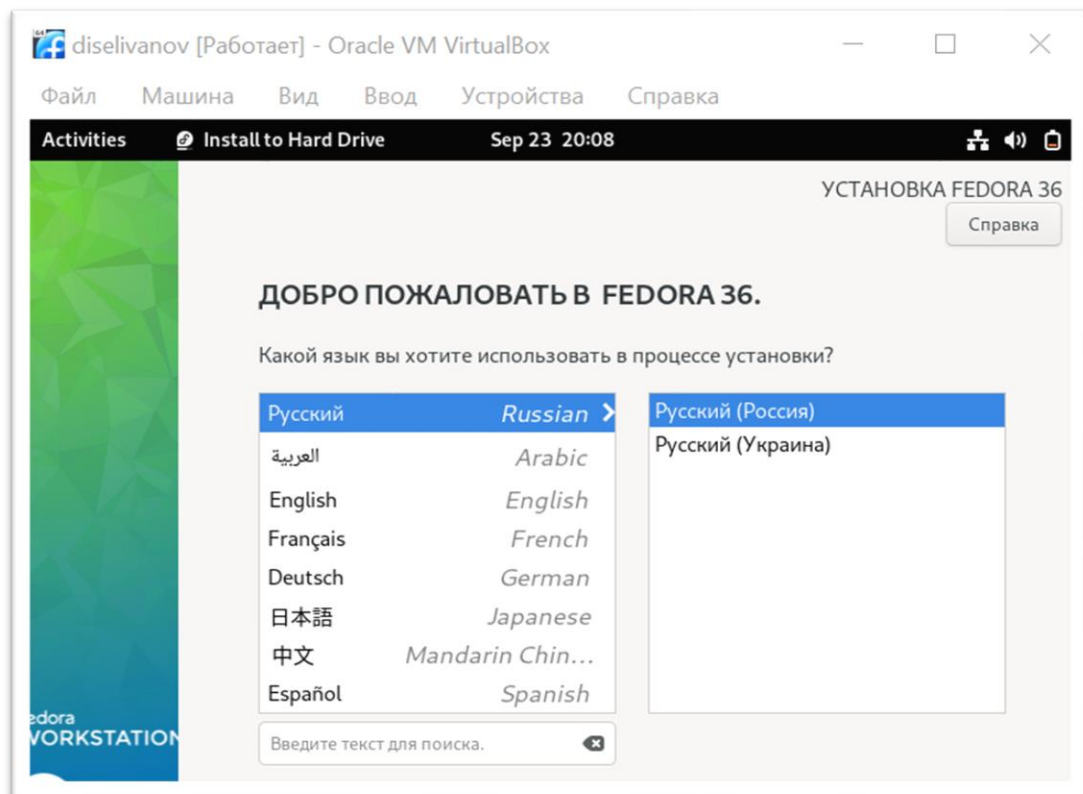 64
diselivanov [Работает] - Oracle VM VirtualBox
Файл Машина Вид Ввод Устройства Справка
Activities Install to Hard Drive Sep 23 20:08
УСТАНОВКА FEDORA 36
Справка
ДОБРО ПОЖАЛОВАТЬ В FEDORA 36.
Какой язык вы хотите использовать в процессе установки?
Русский Russian
العربية Arabic
English English
Français French
Deutsch German
日本語 Japanese
中文 Mandarin Chin...
Español Spanish
Русский (Россия)
Русский (Украина)
Введите текст для поиска.
edora
WORKSTATION